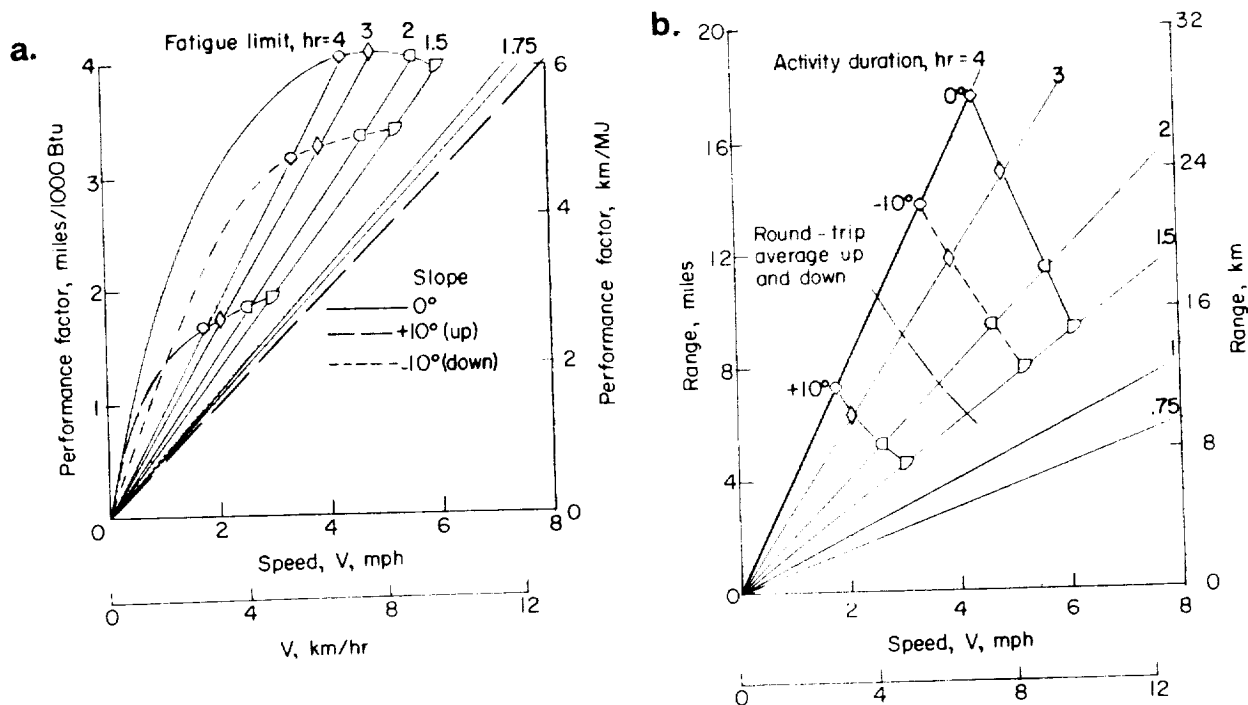 a.
Fatigue limit, hr=4 3 2 1.5 1.75
4
3
2
1
0
Performance factor, miles/1000 Btu
6
4
2
0
Performance factor, km/MJ
Slope
0°
+10° (up)
-10° (down)
2 4 6 8
Speed, V, mph
0 4 8 12
V, km/hr
b.
20
16
12
8
4
0
Range, miles
32
24
16
8
0
Range, km
Activity duration, hr = 4
3
2
1.5
1
.75
0°
-10°
+10°
Round-trip
average up
and down
2 4 6 8
Speed, V, mph
0 4 8 12